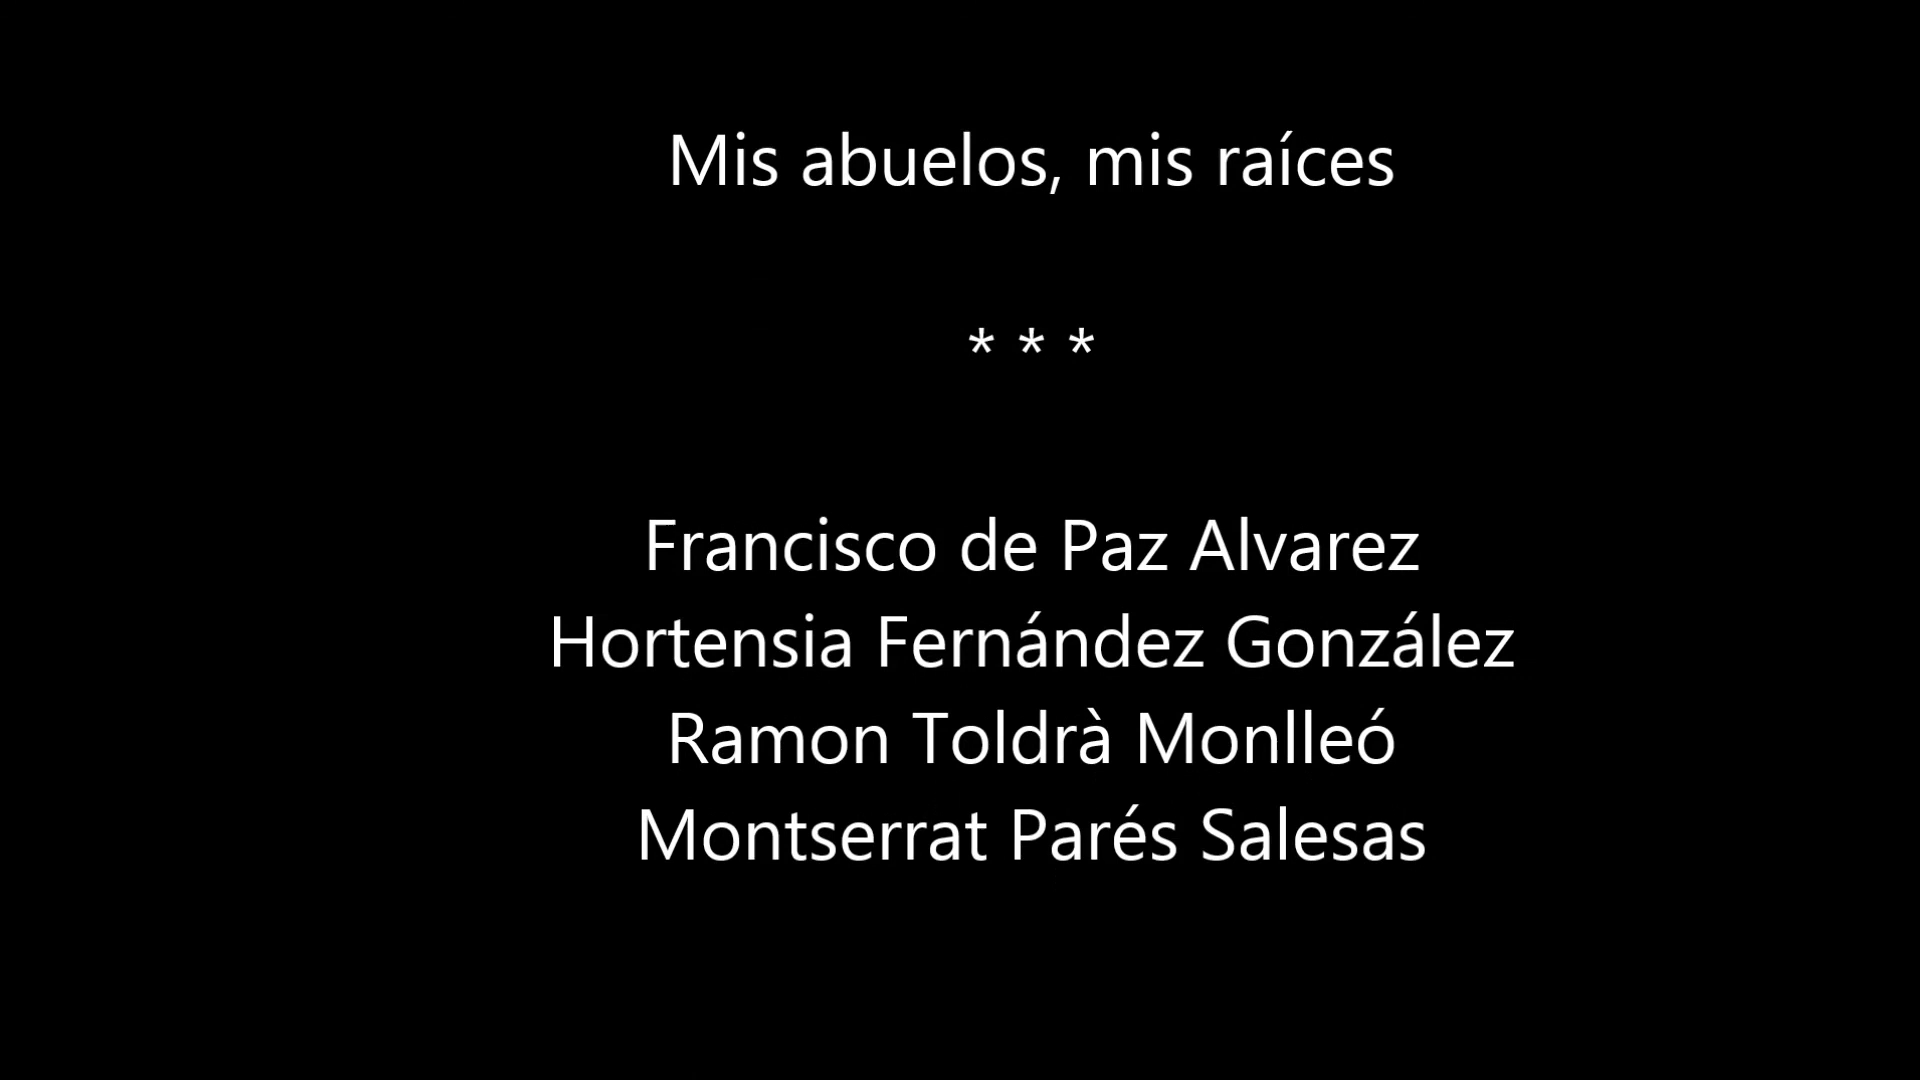 Mis abuelos, mis raíces
* * *
Francisco de Paz Alvarez
Hortensia Fernández González
Ramon Toldrà Monlleó
Montserrat Parés Salesas